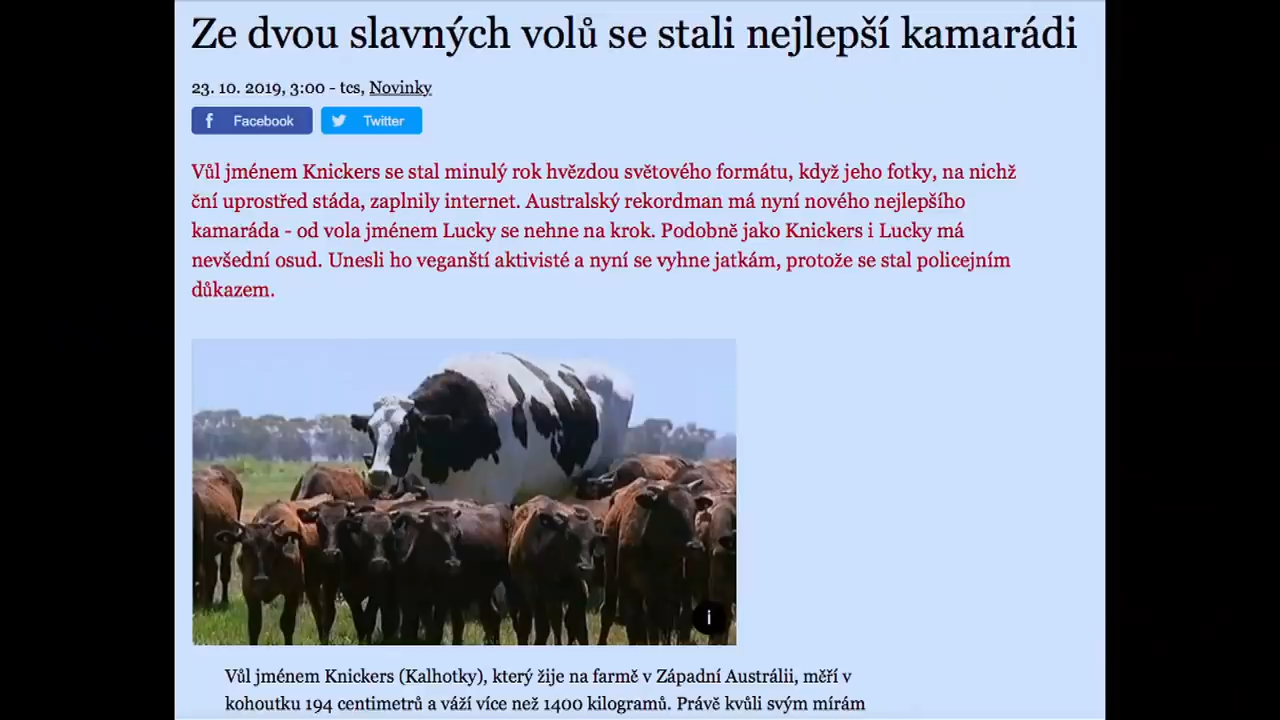 Ze dvou slavných volů se stali nejlepší kamarádi
23. 10. 2019, 3:00 - tcs, Novinky
Facebook Twitter
Vůl jménem Knickers se stal minulý rok hvězdou světového formátu, když jeho fotky, na nichž
ční uprostřed stáda, zaplnily internet. Australský rekordman má nyní nového nejlepšího
kamaráda - od vola jménem Lucky se nehne na krok. Podobně jako Knickers i Lucky má
nevšední osud. Unesli ho veganští aktivisté a nyní se vyhne jatkám, protože se stal policejním
důkazem.
i
Vůl jménem Knickers (Kalhotky), který žije na farmě v Západní Austrálii, měří v
kohoutku 194 centimetrů a váží více než 1400 kilogramů. Právě kvůli svým mírám